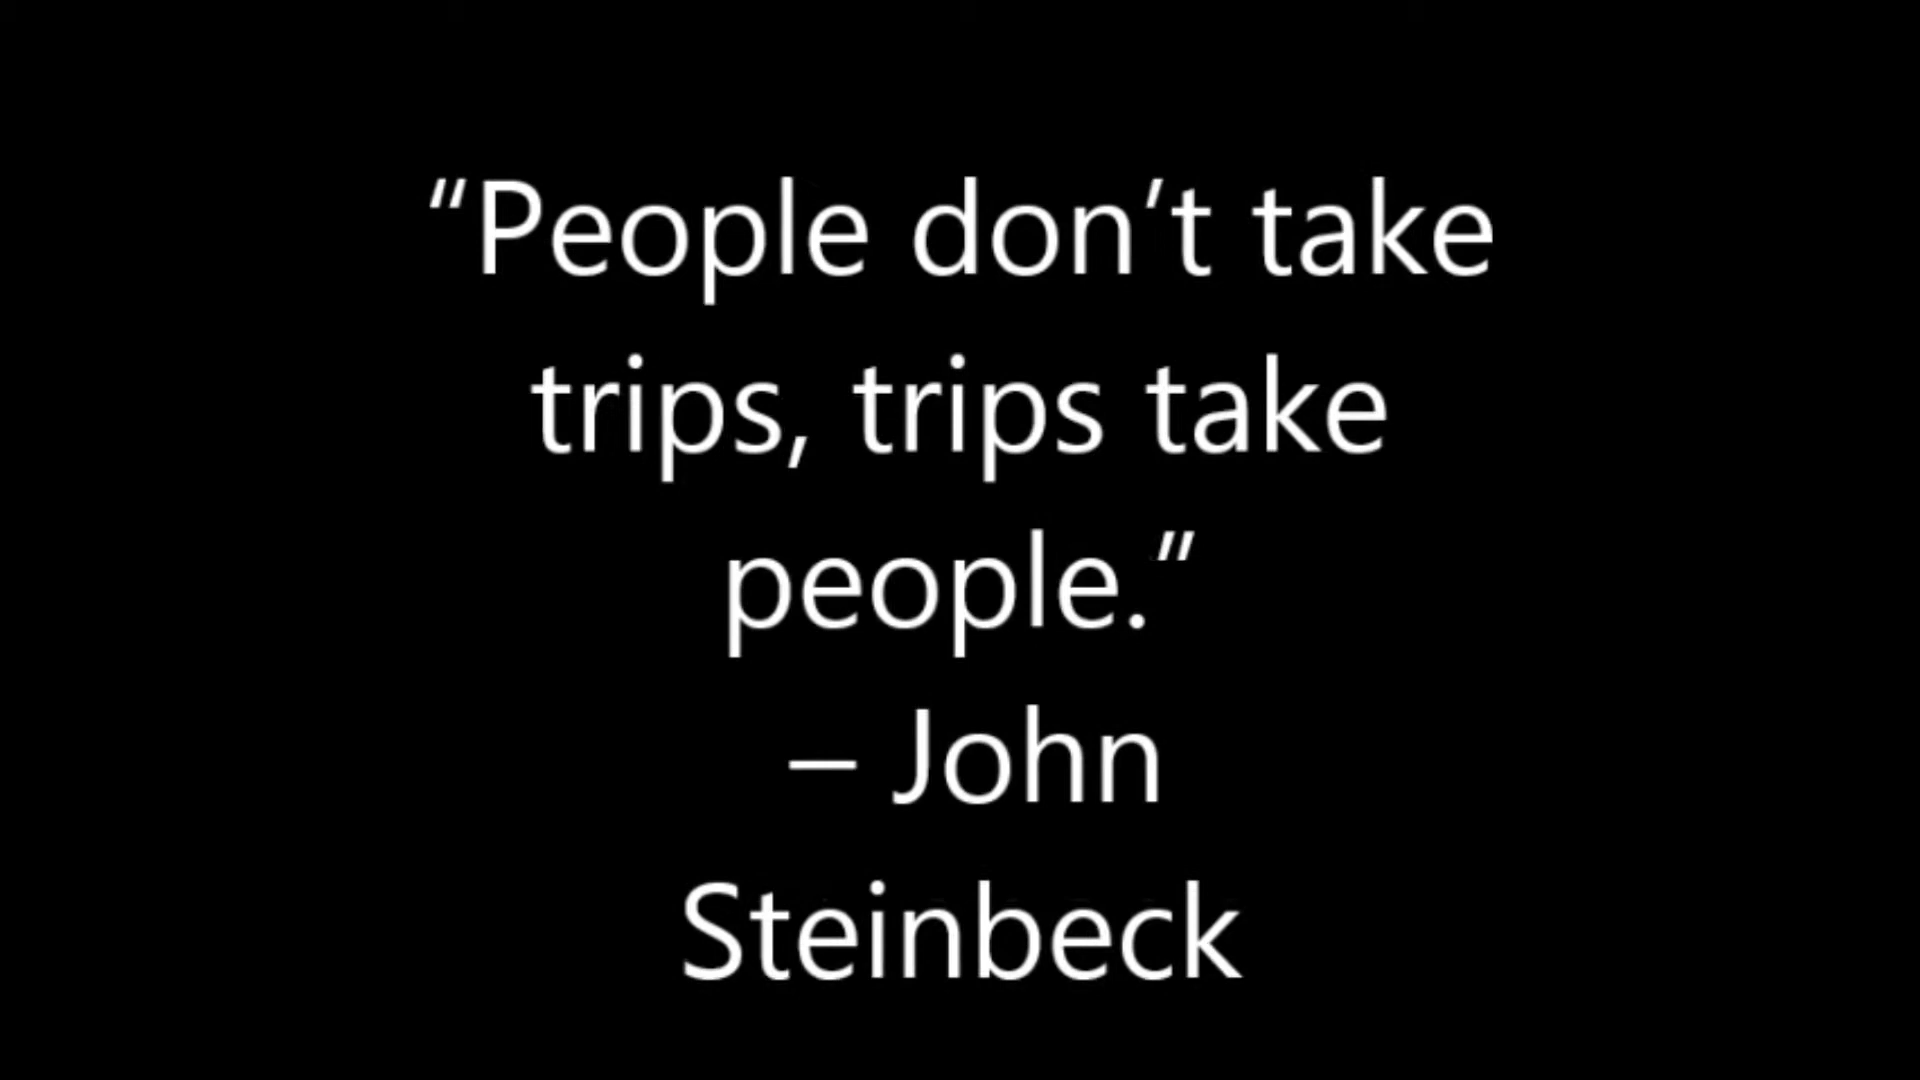 “People don’t take
trips, trips take
people.”
– John
Steinbeck